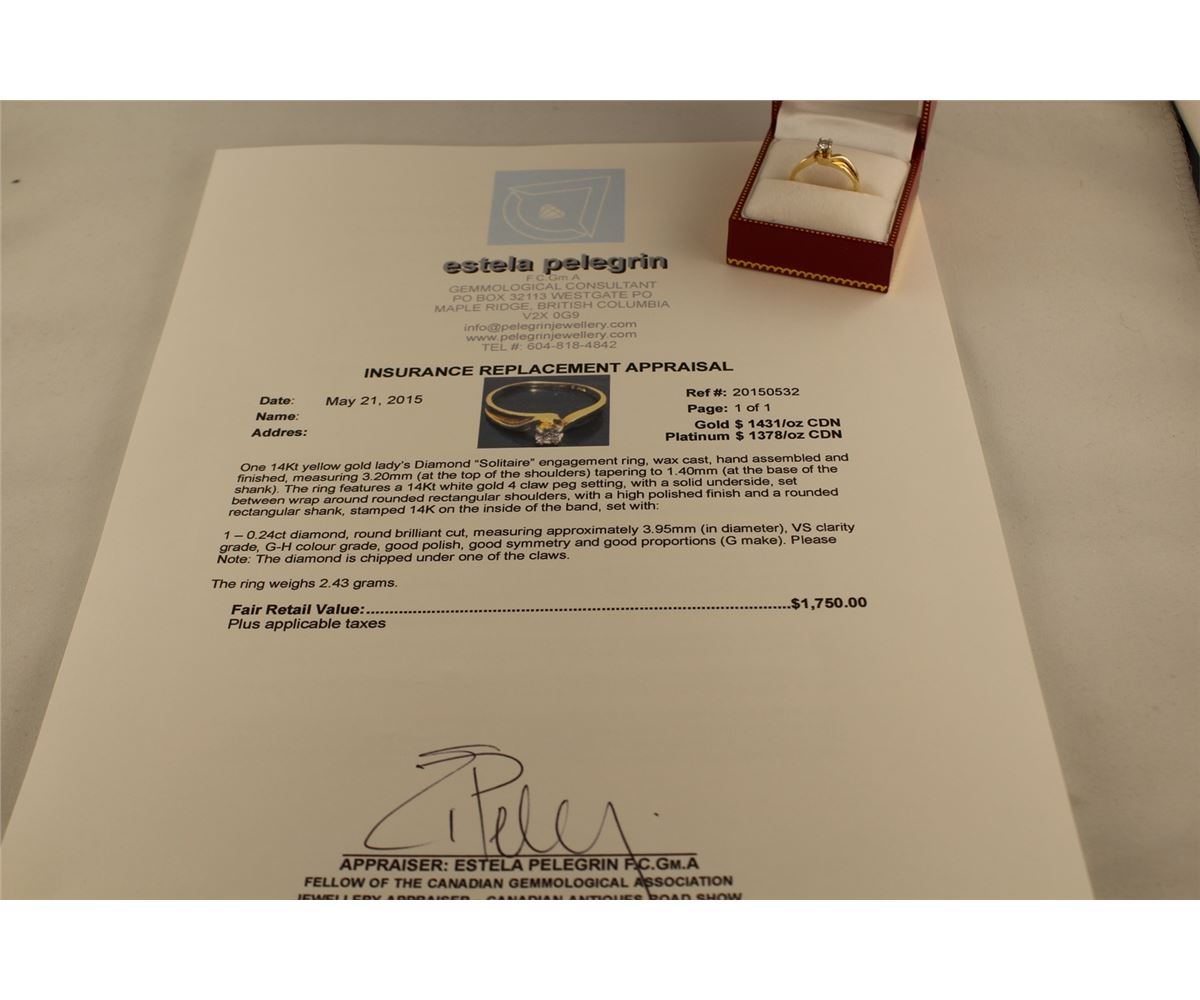 estela pelegrin
F.C.Gm.A
GEMMOLOGICAL CONSULTANT
PO BOX 32113 WESTGATE PO
MAPLE RIDGE, BRITISH COLUMBIA
V2X 0G9
info@pelegrinjewellery.com
www.pelegrinjewellery.com
TEL #: 604-818-4842
INSURANCE REPLACEMENT APPRAISAL
Date: May 21, 2015
Name:
Addres:
Ref #: 20150532
Page: 1 of 1
Gold $ 1431/oz CDN
Platinum $ 1378/oz CDN
One 14Kt yellow gold lady's Diamond "Solitaire" engagement ring, wax cast, hand assembled and
finished, measuring 3.20mm (at the top of the shoulders) tapering to 1.40mm (at the base of the
shank). The ring features a 14Kt white gold 4 claw peg setting, with a solid underside, set
between wrap around rounded rectangular shoulders, with a high polished finish and a rounded
rectangular shank, stamped 14K on the inside of the band, set with:
1 – 0.24ct diamond, round brilliant cut, measuring approximately 3.95mm (in diameter), VS clarity
grade, G-H colour grade, good polish, good symmetry and good proportions (G make). Please
Note: The diamond is chipped under one of the claws.
The ring weighs 2.43 grams.
Fair Retail Value:..........................................................................................$1,750.00
Plus applicable taxes
APPRAISER: ESTELA PELEGRIN F.C.GM.A
FELLOW OF THE CANADIAN GEMMOLOGICAL ASSOCIATION
JEWELLERY APPRAISER - CANADIAN ANTIQUES ROAD SHOW